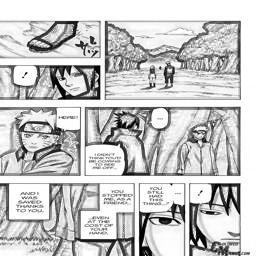 ...
HERE!
I DIDN'T
THINK YOU'D
BE COMING
TO SEE
ME OFF.
...
YOU
STILL HAD
THIS
THING...?
YOU
STOPPED
ME, AS A
FRIEND...
...EVEN
AT THE
COST OF
YOUR
HAND.
AND I
WAS
SAVED
THANKS
TO YOU.